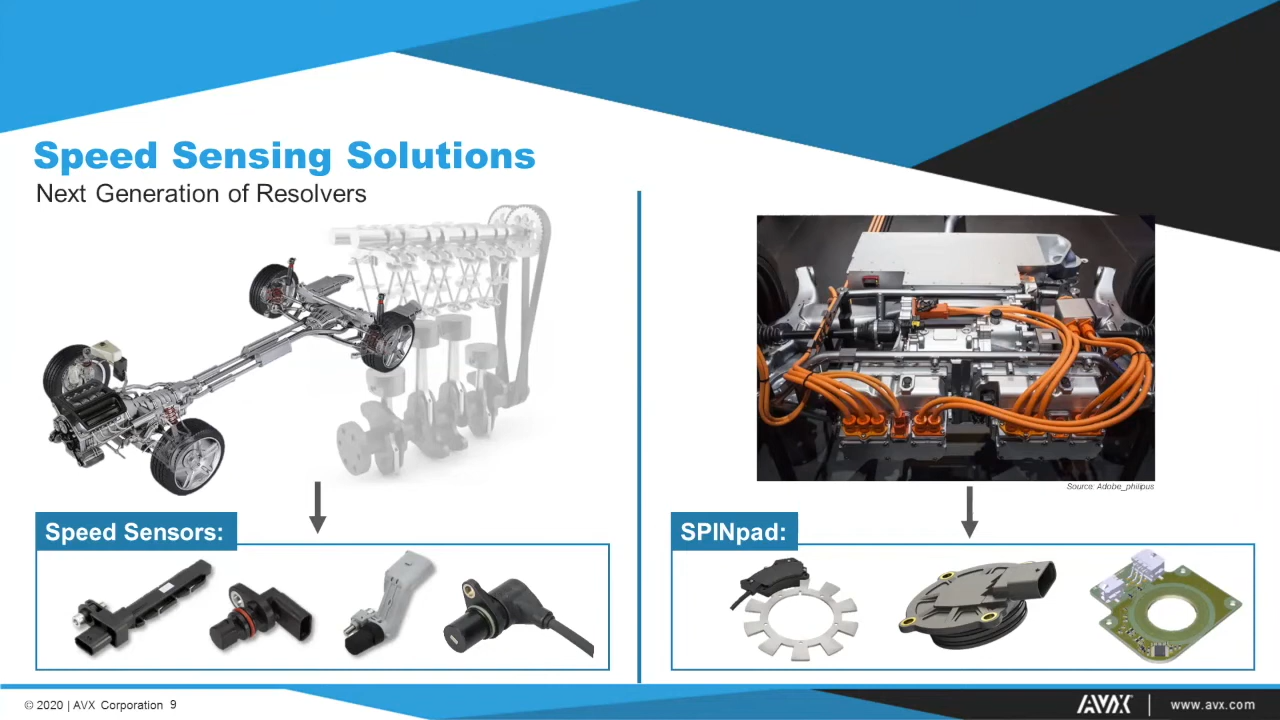 Speed Sensing Solutions
Next Generation of Resolvers
Source: Adobe_philipus
Speed Sensors:
SPINpad:
© 2020 | AVX Corporation 9
AVX
www.avx.com